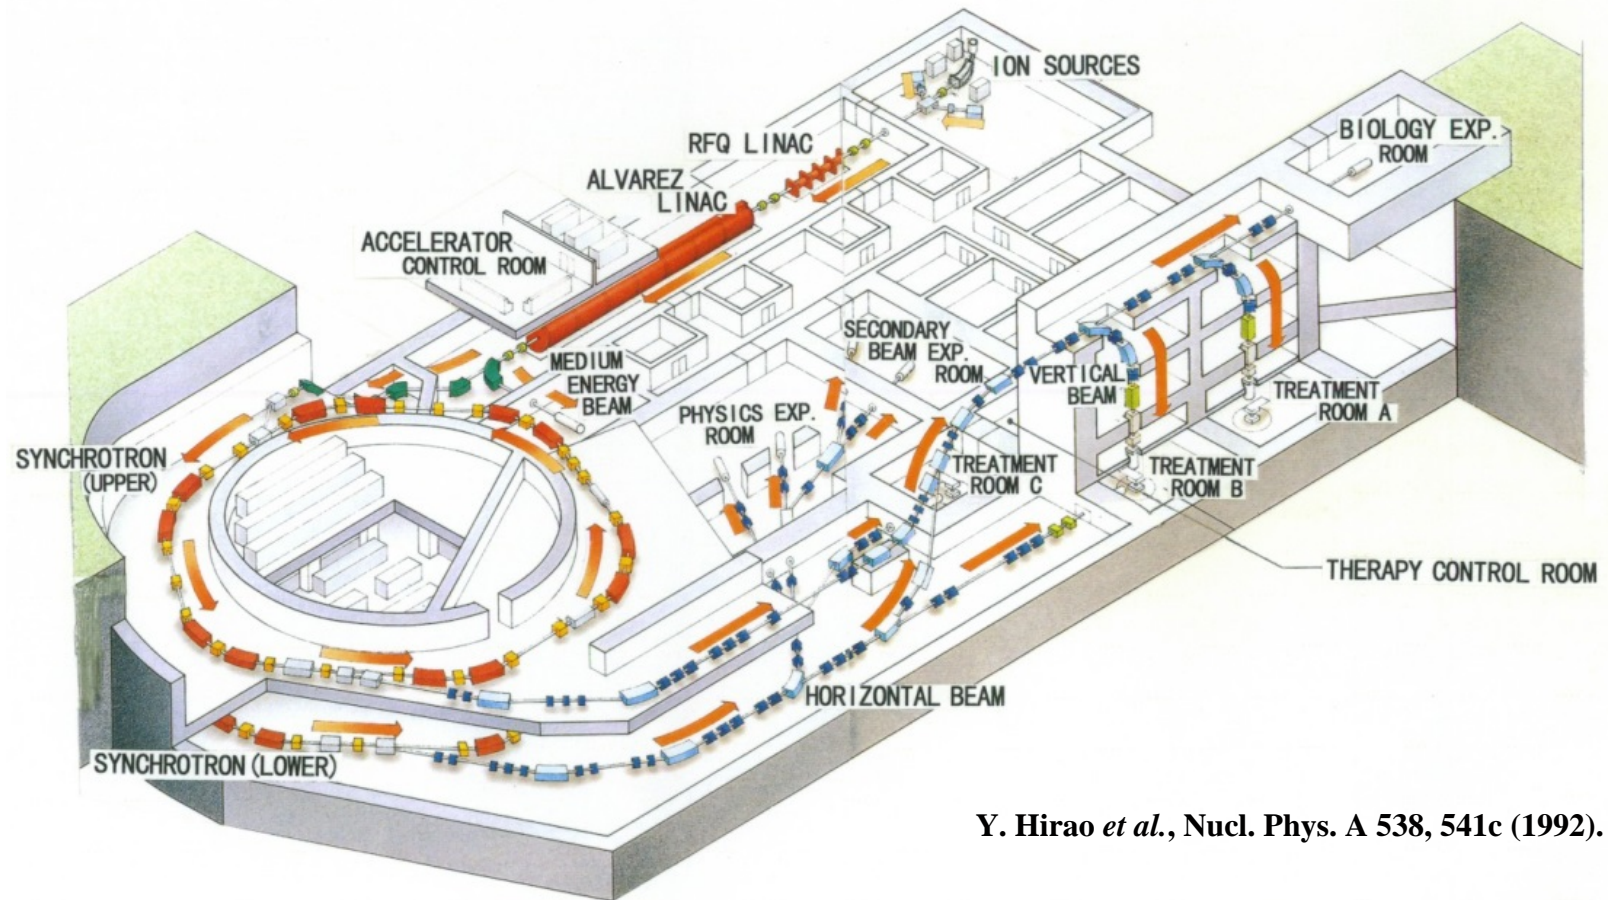 ION SOURCES
BIOLOGY EXP.
ROOM
RFQ LINAC
ALVAREZ
LINAC
ACCELERATOR
CONTROL ROOM
SECONDARY
BEAM EXP.
ROOM
MEDIUM
ENERGY
BEAM
VERTICAL
BEAM
TREATMENT
ROOM A
PHYSICS EXP.
ROOM
SYNCHROTRON
(UPPER)
TREATMENT
ROOM C
TREATMENT
ROOM B
THERAPY CONTROL ROOM
HORIZONTAL BEAM
SYNCHROTRON (LOWER)
Y. Hirao et al., Nucl. Phys. A 538, 541c (1992).